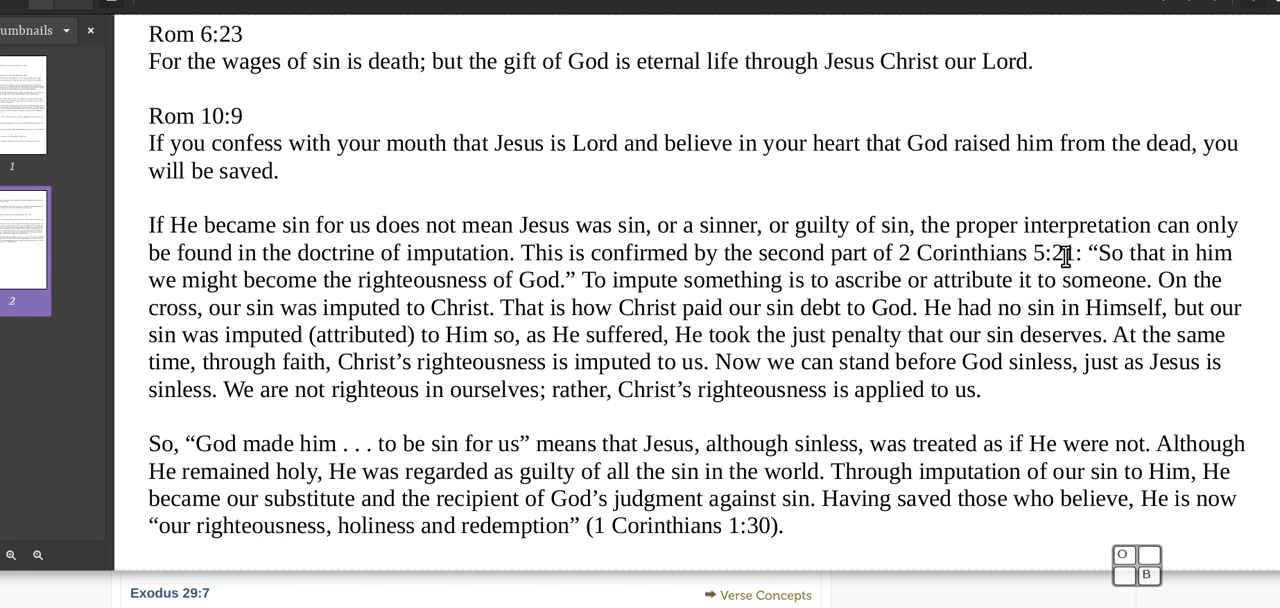 umbnails
Rom 6:23
For the wages of sin is death; but the gift of God is eternal life through Jesus Christ our Lord.
Rom 10:9
If you confess with your mouth that Jesus is Lord and believe in your heart that God raised him from the dead, you
will be saved.
If He became sin for us does not mean Jesus was sin, or a sinner, or guilty of sin, the proper interpretation can only
be found in the doctrine of imputation. This is confirmed by the second part of 2 Corinthians 5:21: “So that in him
we might become the righteousness of God.” To impute something is to ascribe or attribute it to someone. On the
cross, our sin was imputed to Christ. That is how Christ paid our sin debt to God. He had no sin in Himself, but our
sin was imputed (attributed) to Him so, as He suffered, He took the just penalty that our sin deserves. At the same
time, through faith, Christ’s righteousness is imputed to us. Now we can stand before God sinless, just as Jesus is
sinless. We are not righteous in ourselves; rather, Christ’s righteousness is applied to us.
So, “God made him . . . to be sin for us” means that Jesus, although sinless, was treated as if He were not. Although
He remained holy, He was regarded as guilty of all the sin in the world. Through imputation of our sin to Him, He
became our substitute and the recipient of God’s judgment against sin. Having saved those who believe, He is now
“our righteousness, holiness and redemption” (1 Corinthians 1:30).
1
2
O
B
Exodus 29:7
Verse Concepts